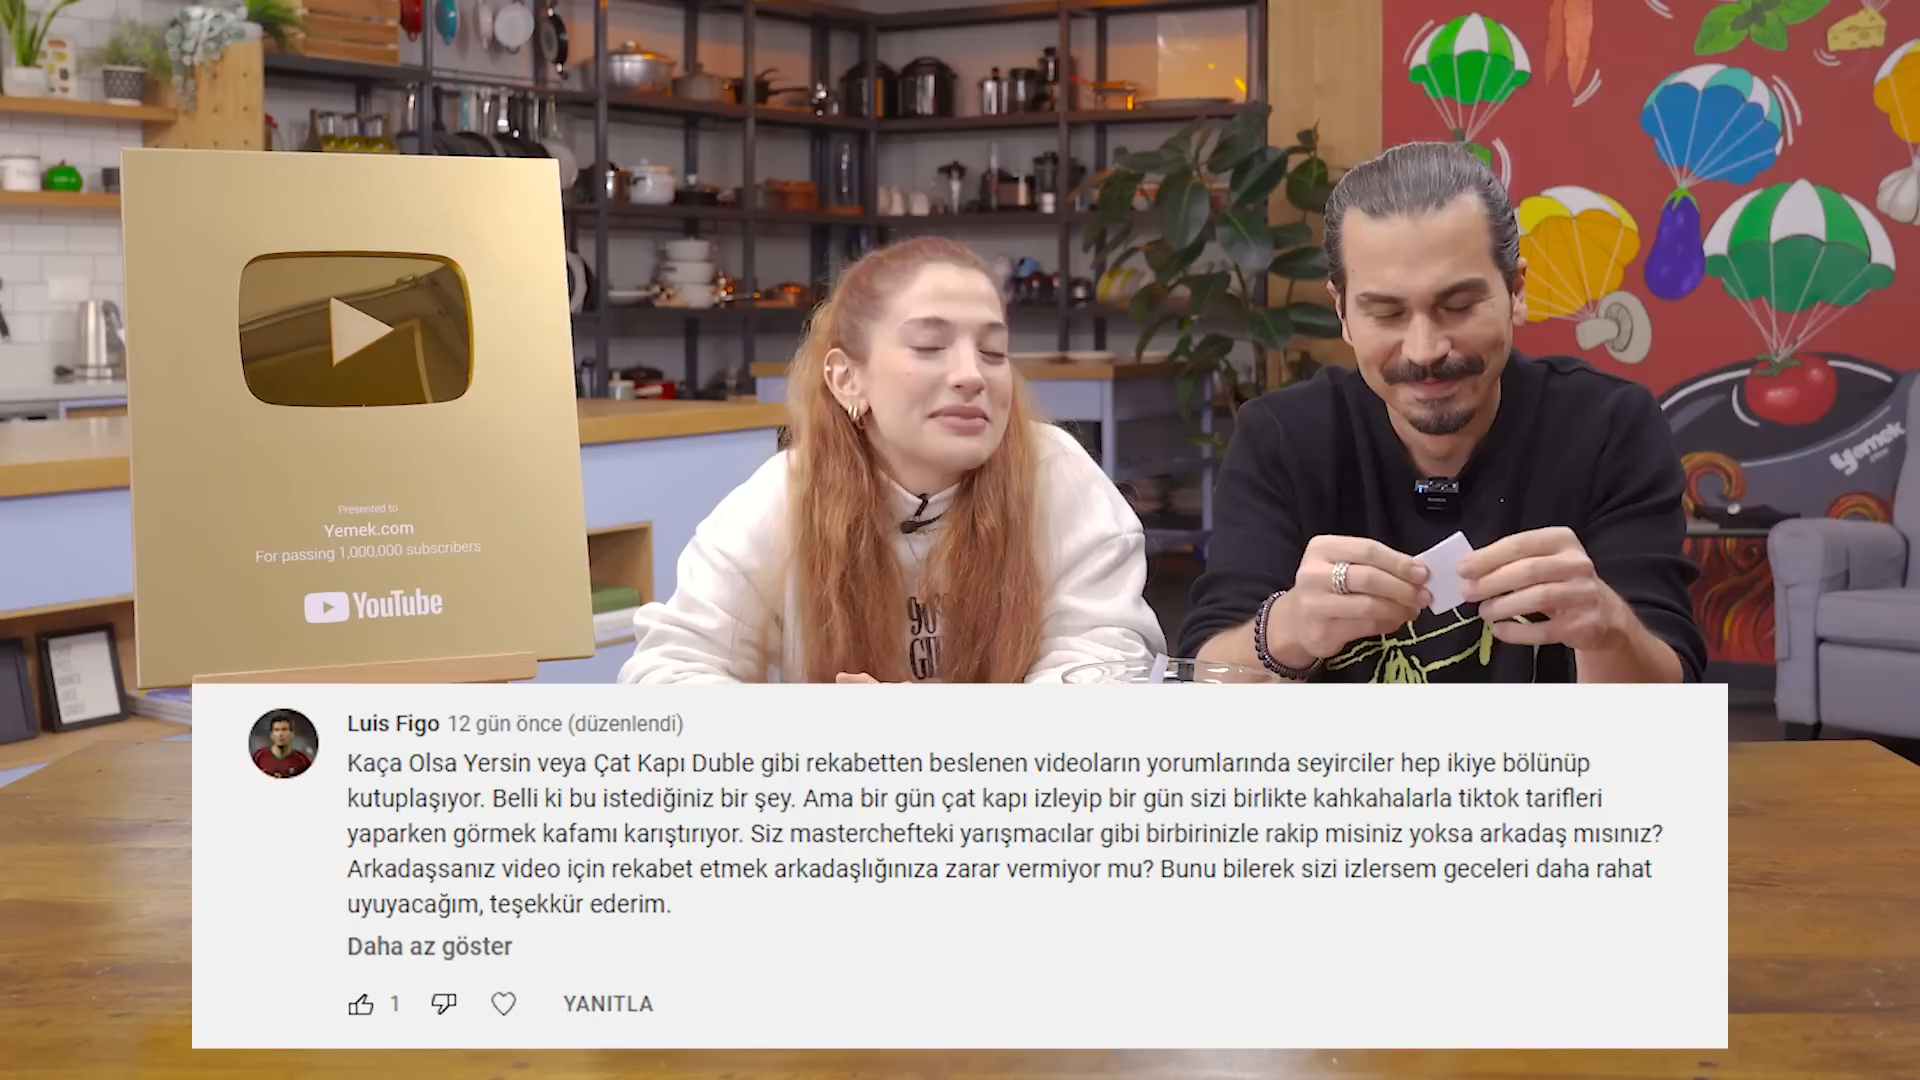 Presented to
Yemek.com
For passing 1,000,000 subscribers
YouTube
yemek
.com
Luis Figo 12 gün önce (düzenlendi)
Kaça Olsa Yersin veya Çat Kapı Duble gibi rekabetten beslenen videoların yorumlarında seyirciler hep ikiye bölünüp
kutuplaşıyor. Belli ki bu istediğiniz bir şey. Ama bir gün çat kapı izleyip bir gün sizi birlikte kahkahalarla tiktok tarifleri
yaparken görmek kafamı karıştırıyor. Siz masterchefteki yarışmacılar gibi birbirinizle rakip misiniz yoksa arkadaş mısınız?
Arkadaşsanız video için rekabet etmek arkadaşlığınıza zarar vermiyor mu? Bunu bilerek sizi izlersem geceleri daha rahat
uyuyacağım, teşekkür ederim.
Daha az göster
1
YANITLA